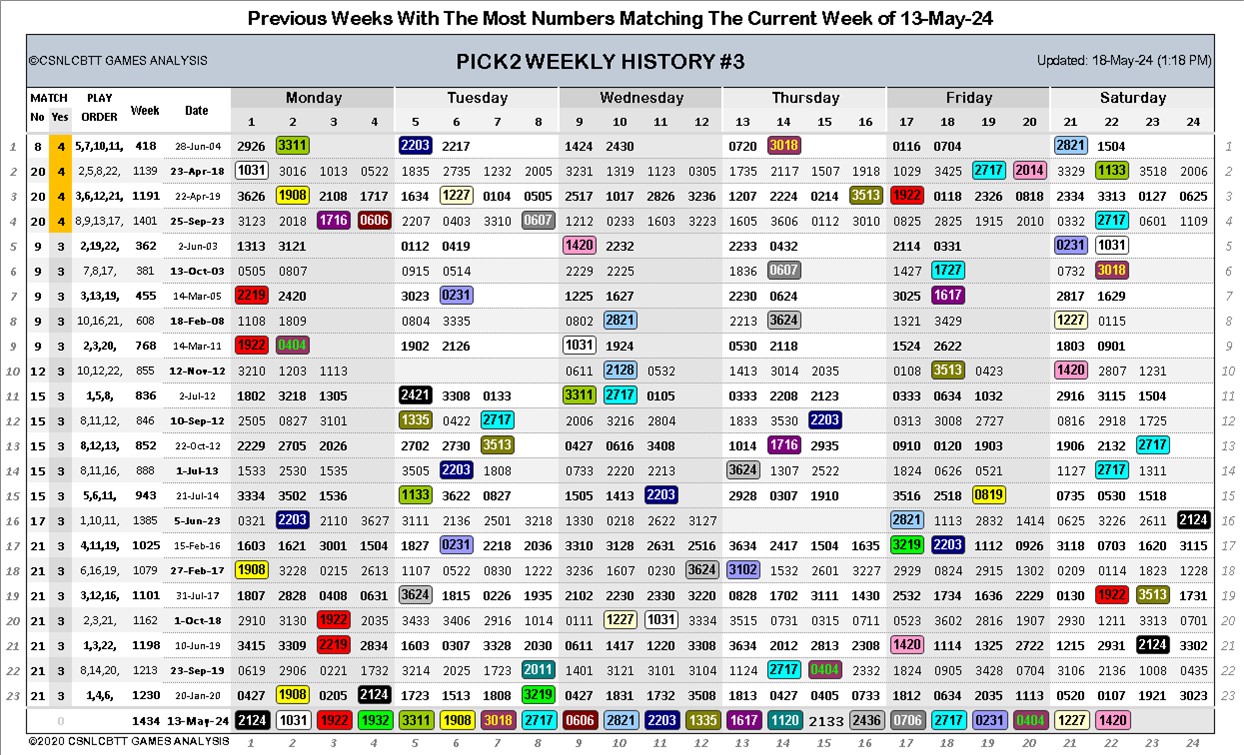 Previous Weeks With The Most Numbers Matching The Current Week of 13-May-24
©CSNLCBTT GAMES ANALYSIS PICK2 WEEKLY HISTORY #3 Updated: 18-May-24 (1:18 PM)
MATCH PLAY Week Date Monday Tuesday Wednesday Thursday Friday Saturday
No Yes ORDER 1 2 3 4 5 6 7 8 9 10 11 12 13 14 15 16 17 18 19 20 21 22 23 24
1 8 4 5,7,10,11, 418 28-Jun-04 2926 3311 2203 2217 1424 2430 0720 3018 0116 0704 2821 1504 1
2 20 4 2,5,8,22, 1139 23-Apr-18 1031 3016 1013 0522 1835 2735 1232 2005 3231 1319 1123 0305 1735 2117 1507 1918 1029 3425 2717 2014 3329 1133 3518 2006 2
3 20 4 3,6,12,21, 1191 22-Apr-19 3626 1908 2108 1717 1634 1227 0104 0505 2517 1017 2826 3236 1207 2224 0214 3513 1922 0118 2326 0818 2334 3313 0127 0625 3
4 20 4 8,9,13,17, 1401 25-Sep-23 3123 2018 1716 0606 2207 0403 3310 0607 1212 0233 1603 3223 1605 3606 0112 3010 0825 2825 1915 2010 0332 2717 0601 1109 4
5 9 3 2,19,22, 362 2-Jun-03 1313 3121 0112 0419 1420 2232 2233 0432 2114 0331 0231 1031 5
6 9 3 7,8,17, 381 13-Oct-03 0505 0807 0915 0514 2229 2225 1836 0607 1427 1727 0732 3018 6
7 9 3 3,13,19, 455 14-Mar-05 2219 2420 3023 0231 1225 1627 2230 0624 3025 1617 2817 1629 7
8 9 3 10,16,21, 608 18-Feb-08 1108 1809 0804 3335 0802 2821 2213 3624 1321 3429 1227 0115 8
9 9 3 2,3,20, 768 14-Mar-11 1922 0404 1902 2126 1031 1924 0530 2118 1524 2622 1803 0901 9
10 12 3 10,12,22, 855 12-Nov-12 3210 1203 1113 0611 2128 0532 1413 3014 2035 0108 3513 0423 1420 2807 1231 10
11 15 3 1,5,8, 836 2-Jul-12 1802 3218 1305 2421 3308 0133 3311 2717 0105 0333 2208 2123 0333 0634 1032 2916 3115 1504 11
12 15 3 8,11,12, 846 10-Sep-12 2505 0827 3101 1335 0422 2717 2006 3216 2808 1833 3530 2203 0313 3008 2727 0816 2918 1725 12
13 15 3 8,12,13, 852 22-Oct-12 2229 2705 2026 2702 2730 3513 0427 0616 3408 1014 1716 2935 0910 0120 1903 1906 2132 2717 13
14 15 3 8,11,16, 888 1-Jul-13 1533 2530 1535 3505 2203 1808 0733 2220 2213 3624 1307 2522 1824 0626 0521 1127 2717 1311 14
15 15 3 5,6,11, 943 21-Jul-14 3334 3502 1536 1133 3622 0827 1505 1413 2203 2928 0307 1910 3516 2518 0819 0735 0530 1518 15
16 17 3 1,10,11, 1385 5-Jun-23 0321 2203 2110 3627 3111 2136 2501 3218 1330 0218 2622 3127 2821 1113 2832 1414 0625 3226 2611 2124 16
17 21 3 4,11,19, 1025 15-Feb-16 1603 1621 3001 1504 1827 0231 2218 2036 3310 3128 2631 2516 3634 2417 1504 1635 3219 2203 1112 0926 3118 0703 1620 3115 17
18 21 3 6,16,19, 1079 27-Feb-17 1908 3228 0215 2613 1107 0522 0830 1222 3236 1607 0232 3624 3102 1532 2601 3227 2929 0824 2915 1302 0209 0114 1823 1228 18
19 21 3 3,12,16, 1101 31-Jul-17 1807 2828 0408 0631 3624 1815 0226 1935 2102 2230 2330 3220 0828 1702 3111 1430 2532 1734 1636 2229 0130 1922 3513 1731 19
20 21 3 2,3,21, 1162 1-Oct-18 2910 3130 1922 2035 3433 3406 2916 1014 0111 1227 1031 3334 3515 0731 0315 0711 0523 3602 2816 1907 2930 1211 3313 0701 20
21 21 3 1,3,22, 1198 10-Jun-19 3415 3309 2219 2834 1603 0307 3328 2030 0611 1417 1220 3308 3634 2012 2813 2308 1420 1114 1325 2722 1215 2931 2124 3302 21
22 21 3 8,14,20, 1213 23-Sep-19 0619 2906 0221 1732 3214 2025 1723 2011 1401 3121 3101 3104 1124 2717 0404 2332 1824 0905 3428 0704 3106 2136 1008 0435 22
23 21 3 1,4,6, 1230 20-Jan-20 0427 1908 0205 2124 1723 1513 1808 3219 0427 1831 1732 3508 1813 0427 0405 0733 1812 0634 2035 1113 0520 0107 1921 3023 23
0 1434 13-May-24 2124 1031 1922 1932 3311 1908 3018 2717 0606 2821 2203 1335 1617 1120 2133 2436 0706 2717 0231 0404 1227 1420
©2020 CSNLCBTT GAMES ANALYSIS 1 2 3 4 5 6 7 8 9 10 11 12 13 14 15 16 17 18 19 20 21 22 23 24